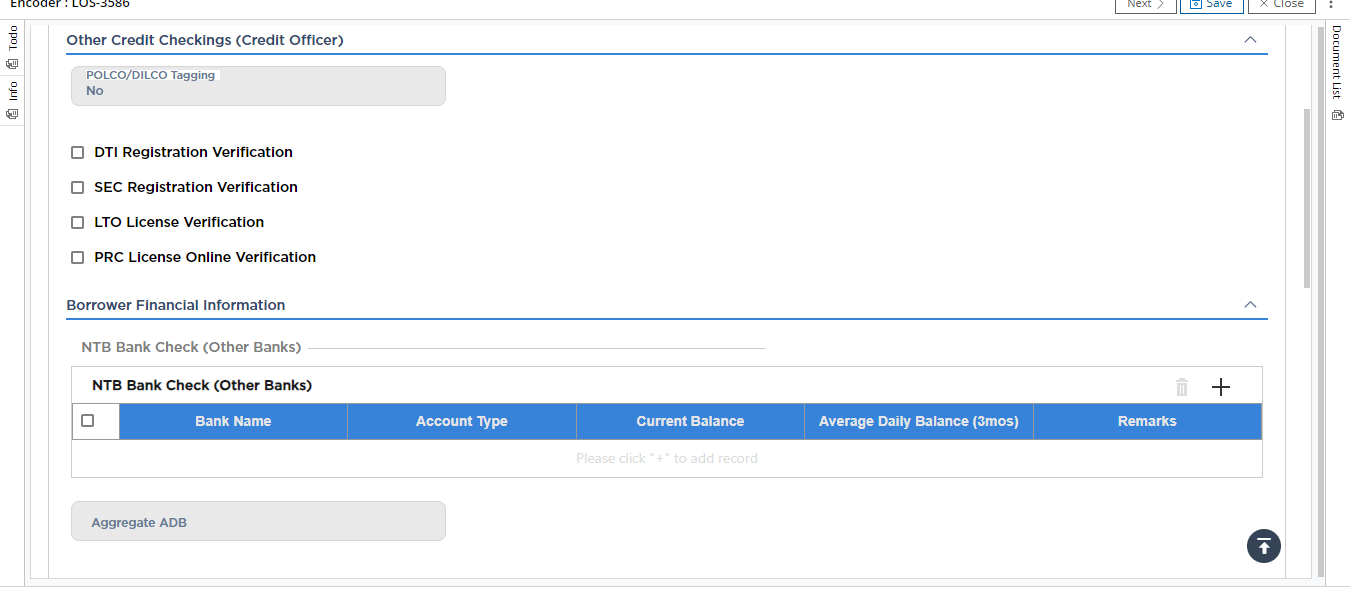 Encoder : LOS-3586
Next
Save
Close
Todo
Info
Document List
Other Credit Checkings (Credit Officer)
POLCO/DILCO Tagging
No
DTI Registration Verification
SEC Registration Verification
LTO License Verification
PRC License Online Verification
Borrower Financial Information
NTB Bank Check (Other Banks)
NTB Bank Check (Other Banks)
Bank Name Account Type Current Balance Average Daily Balance (3mos) Remarks
Please click "+" to add record
Aggregate ADB